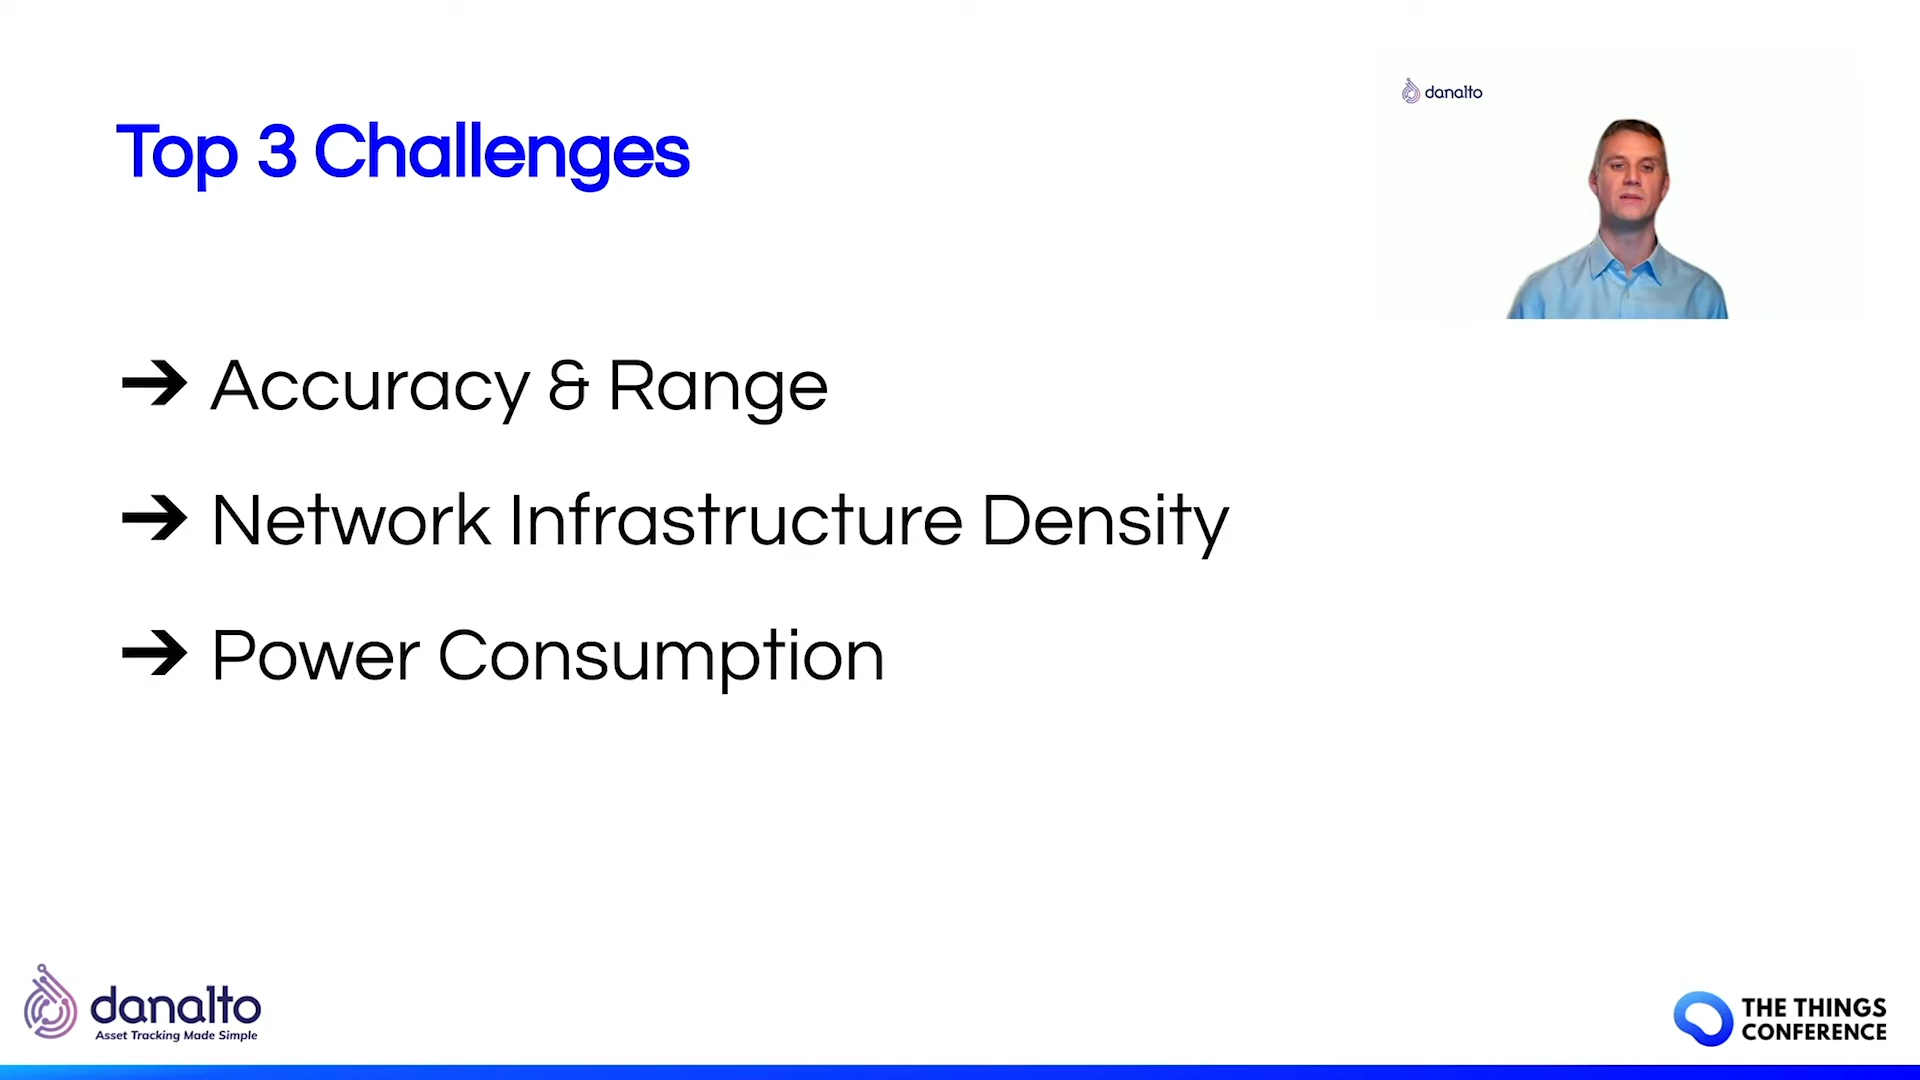 danalto
Top 3 Challenges
➔ Accuracy & Range
➔ Network Infrastructure Density
➔ Power Consumption
danalto
Asset Tracking Made Simple
THE THINGS
CONFERENCE